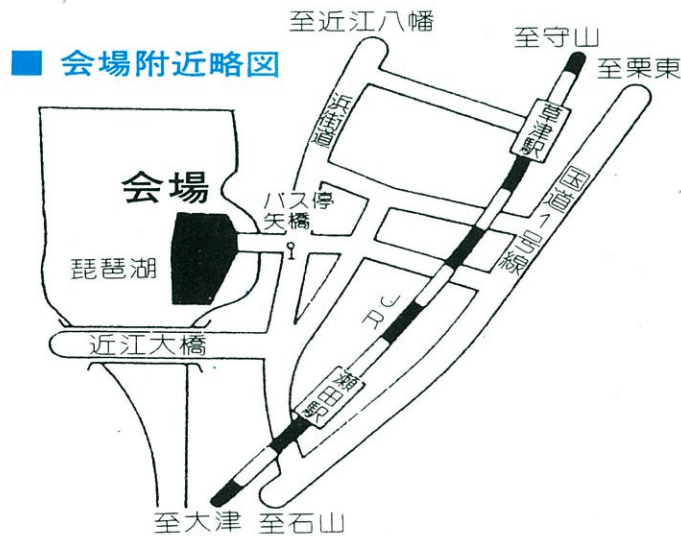 至近江八幡
至守山
■ 会場附近略図
至栗東
浜街道
草津駅
国道1号線
会場
バス停
矢橋
琵琶湖
JR
近江大橋
瀬田駅
至大津
至石山